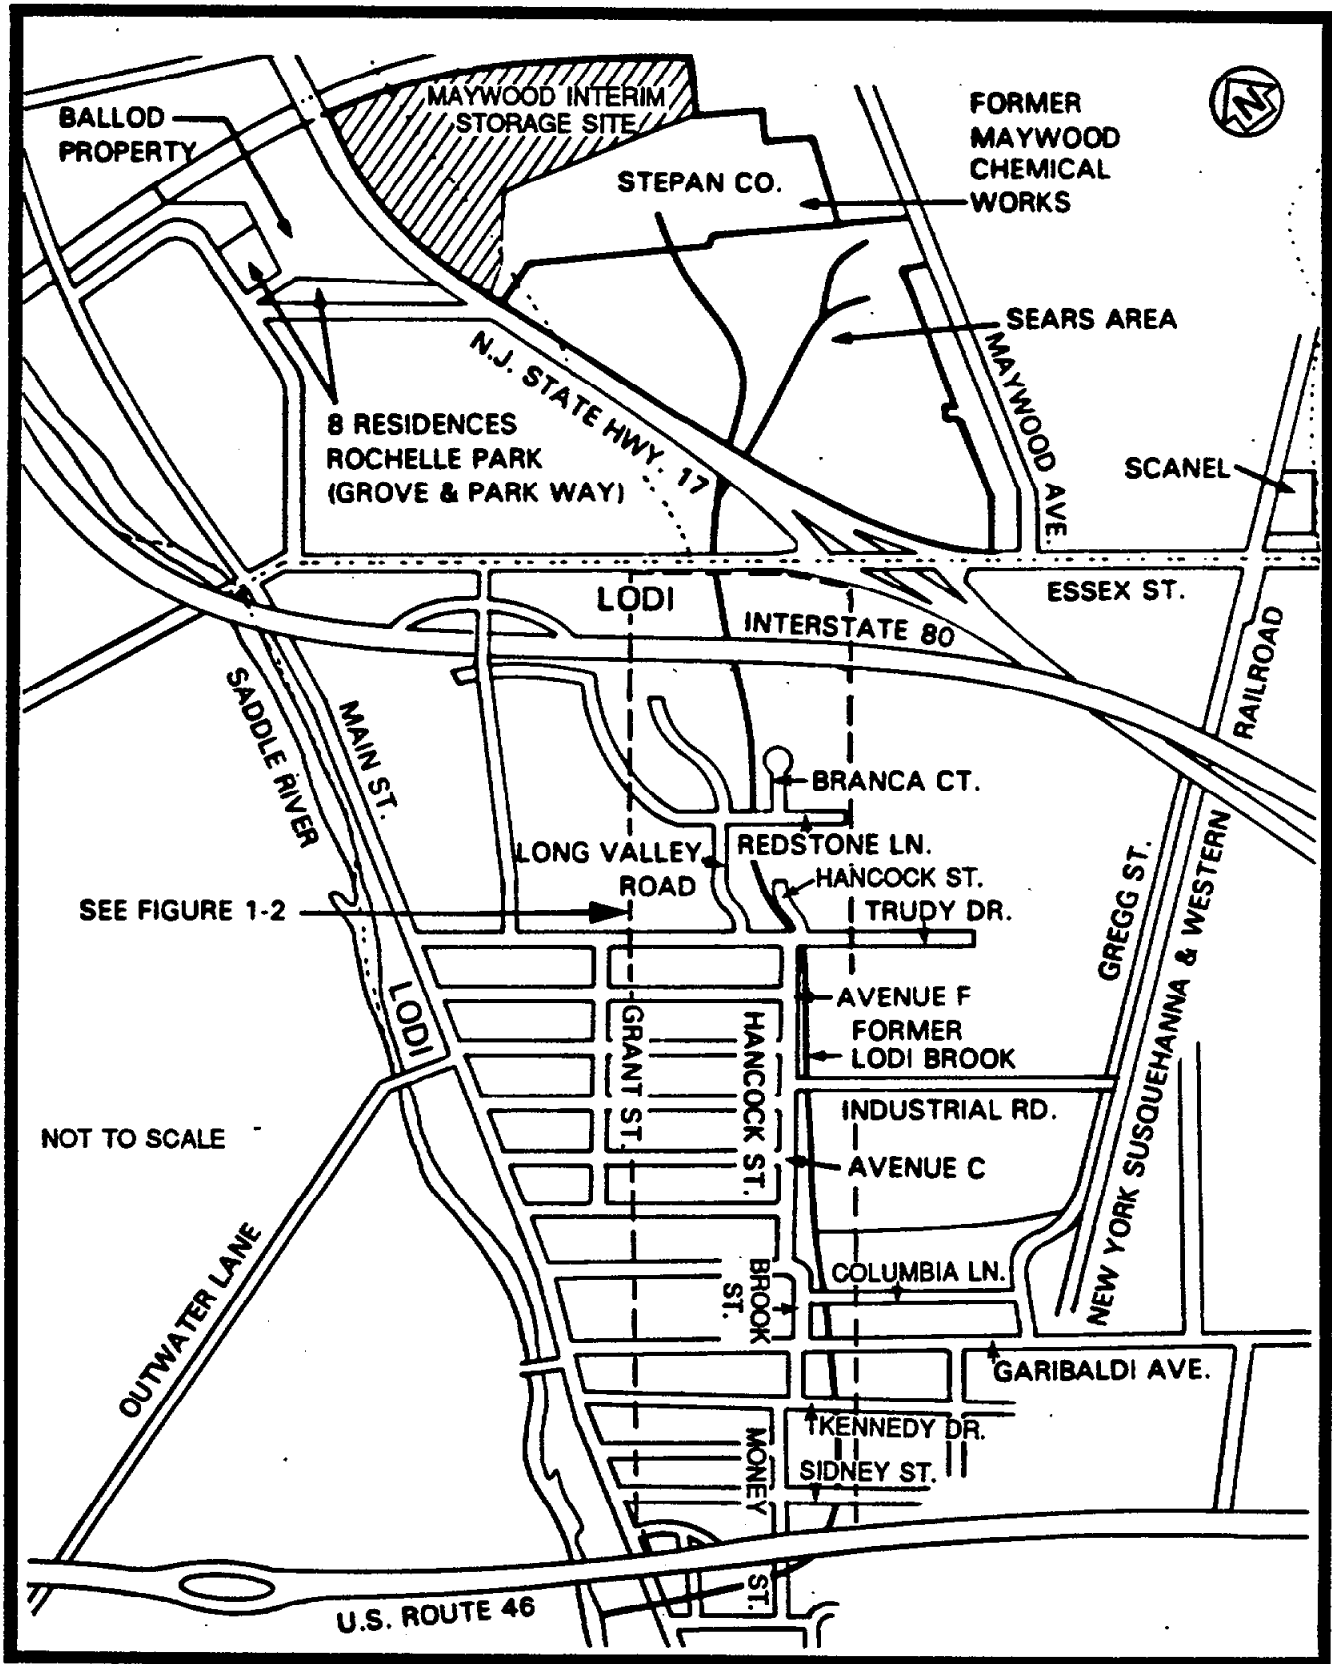 MAYWOOD INTERIM
STORAGE SITE
BALLOD
PROPERTY
N
FORMER
MAYWOOD
CHEMICAL
WORKS
STEPAN CO.
SEARS AREA
N.J. STATE HWY. 17
MAYWOOD AVE.
8 RESIDENCES
ROCHELLE PARK
(GROVE & PARK WAY)
SCANEL
LODI
ESSEX ST.
INTERSTATE 80
SADDLE RIVER
MAIN ST.
BRANCA CT.
REDSTONE LN.
LONG VALLEY
ROAD
HANCOCK ST.
TRUDY DR.
SEE FIGURE 1-2
GREGG ST.
NEW YORK SUSQUEHANNA & WESTERN RAILROAD
LODI
AVENUE F
FORMER
LODI BROOK
GRANT ST.
HANCOCK ST.
INDUSTRIAL RD.
NOT TO SCALE
AVENUE C
OUTWATER LANE
BROOK
ST.
COLUMBIA LN.
GARIBALDI AVE.
KENNEDY DR.
MONEY ST.
SIDNEY ST.
U.S. ROUTE 46